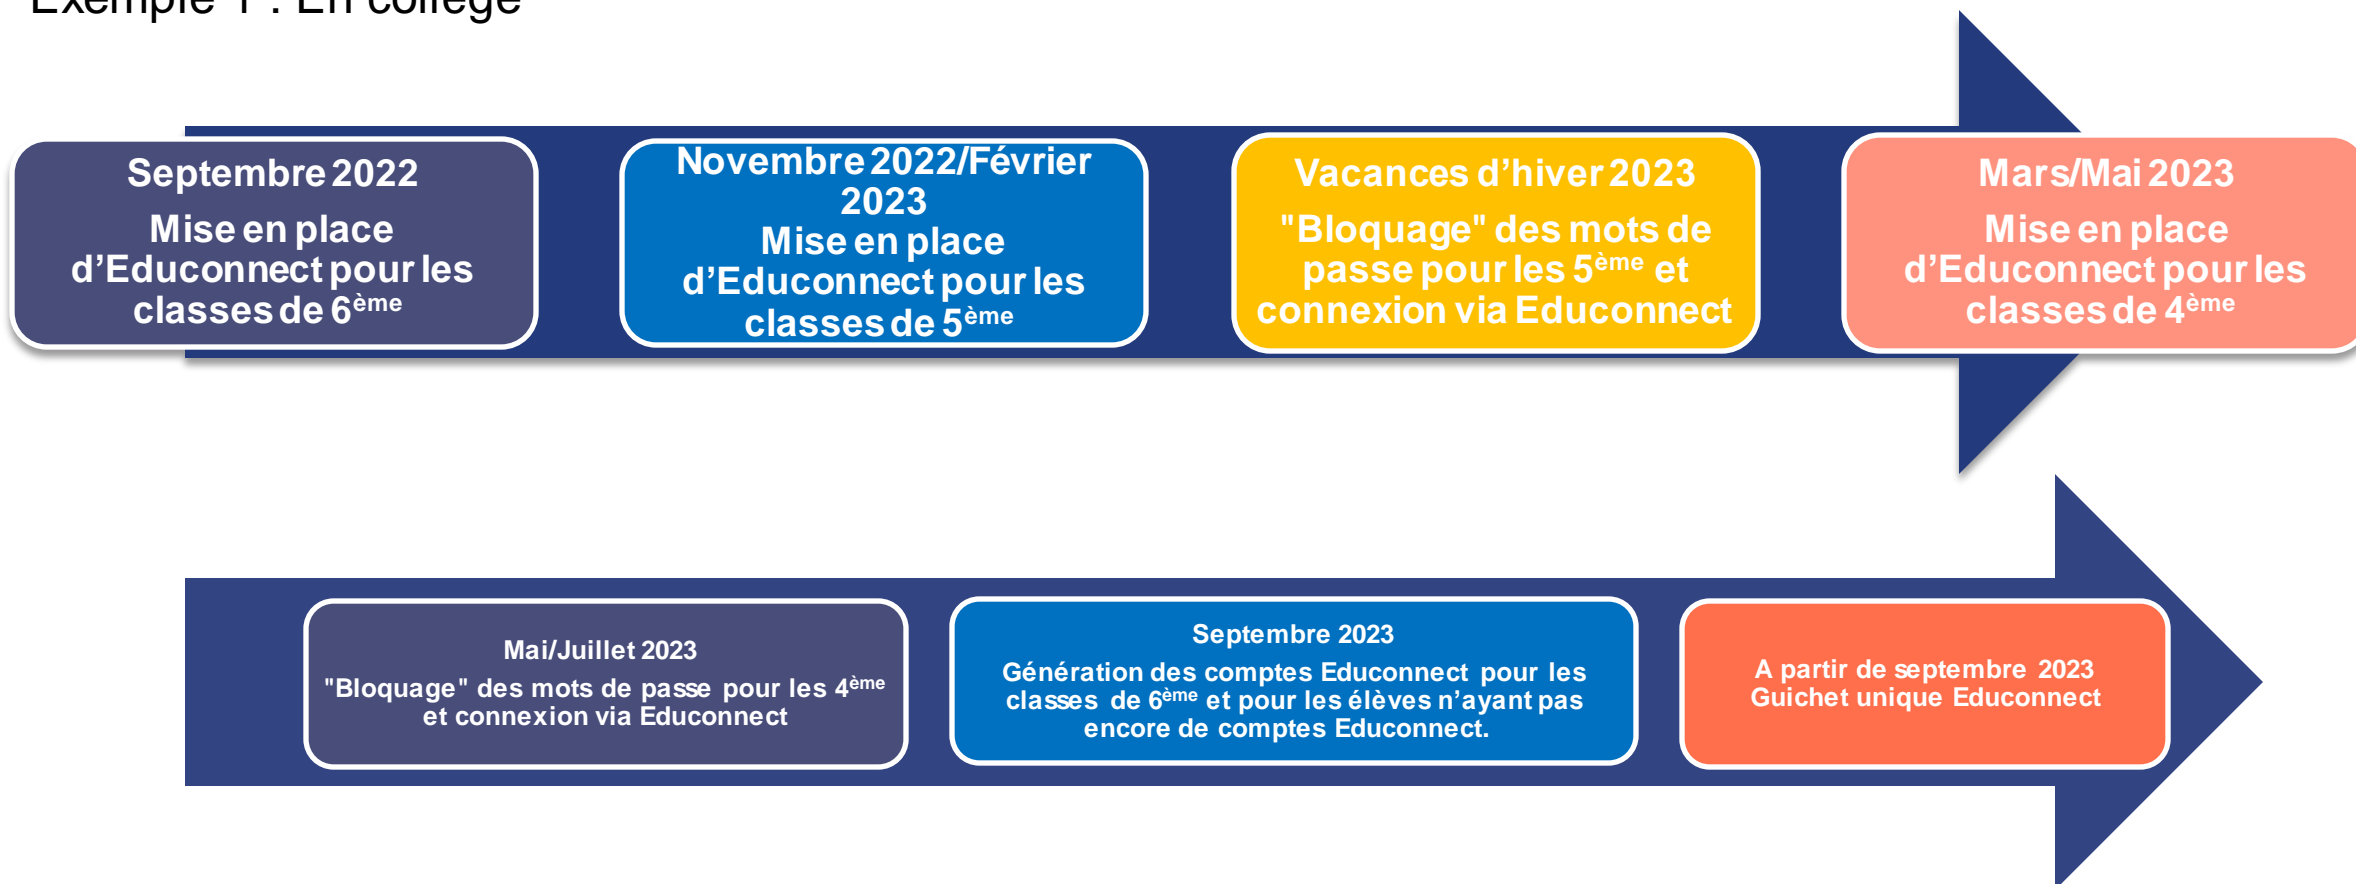 Exemple 1 : En collège
Septembre 2022
Mise en place
d’Educonnect pour les
classes de 6ème
Novembre 2022/Février
2023
Mise en place
d’Educonnect pour les
classes de 5ème
Vacances d’hiver 2023
"Bloquage" des mots de
passe pour les 5ème et
connexion via Educonnect
Mars/Mai 2023
Mise en place
d’Educonnect pour les
classes de 4ème
Mai/Juillet 2023
"Bloquage" des mots de passe pour les 4ème
et connexion via Educonnect
Septembre 2023
Génération des comptes Educonnect pour les
classes de 6ème et pour les élèves n’ayant pas
encore de comptes Educonnect.
A partir de septembre 2023
Guichet unique Educonnect